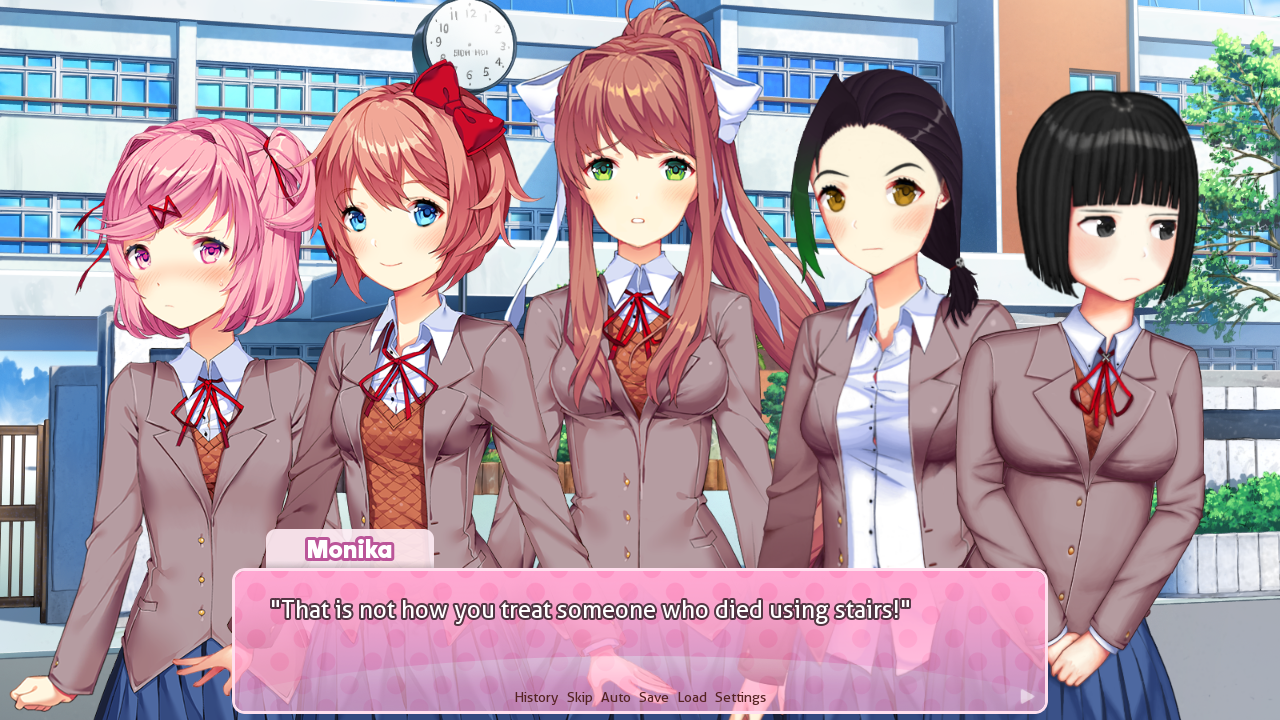 Monika
"That is not how you treat someone who died using stairs!"
History Skip Auto Save Load Settings